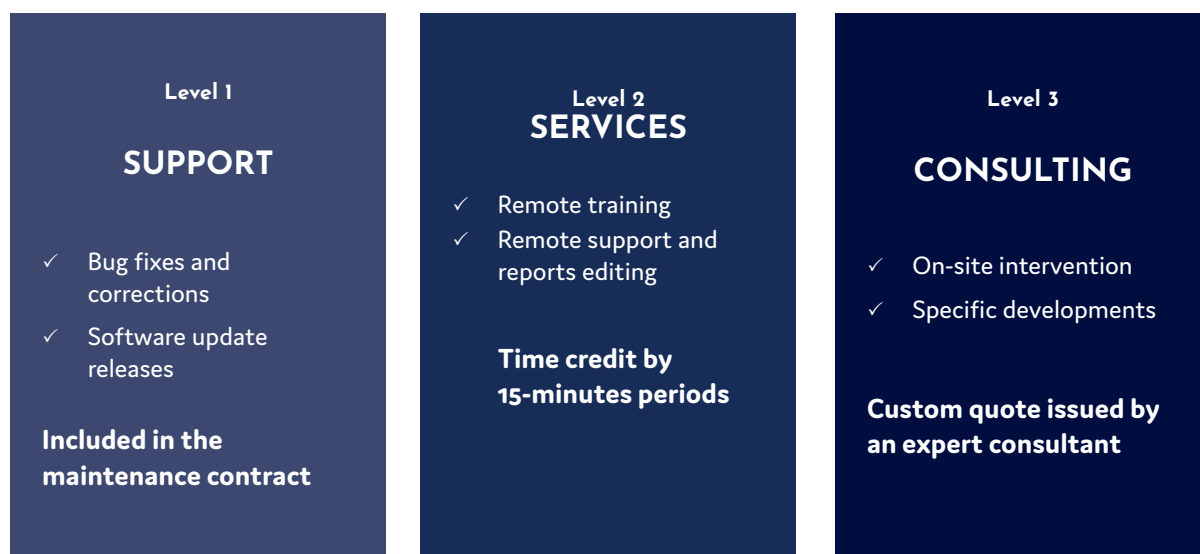 Level 1
SUPPORT
✓ Bug fixes and
corrections
✓ Software update
releases
Included in the
maintenance contract
Level 2
SERVICES
✓ Remote training
✓ Remote support and
reports editing
Time credit by
15-minutes periods
Level 3
CONSULTING
✓ On-site intervention
✓ Specific developments
Custom quote issued by
an expert consultant